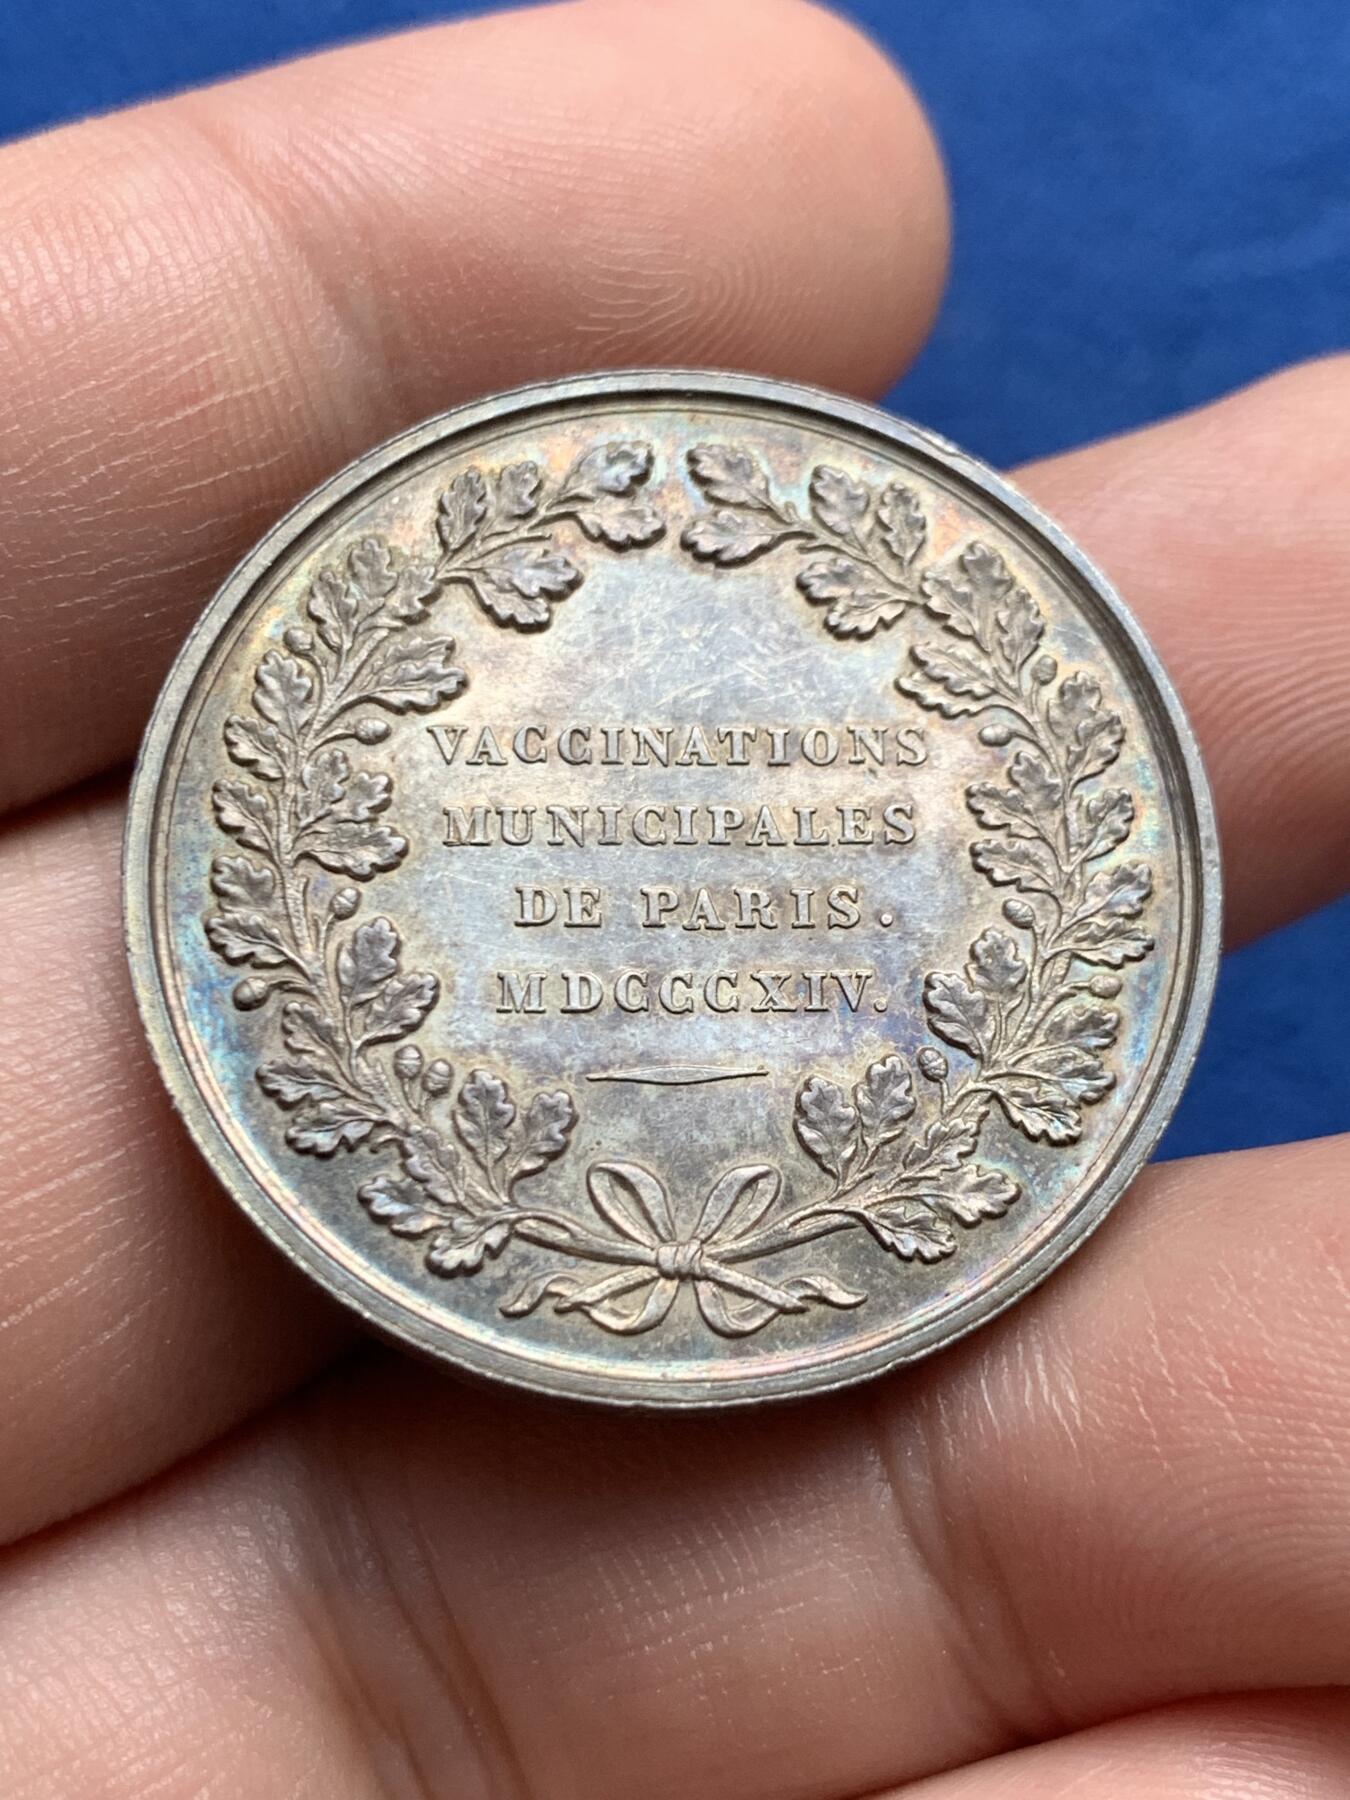 VACCINATIONS
MUNICIPALES
DE PARIS.
MDCCCXIV.